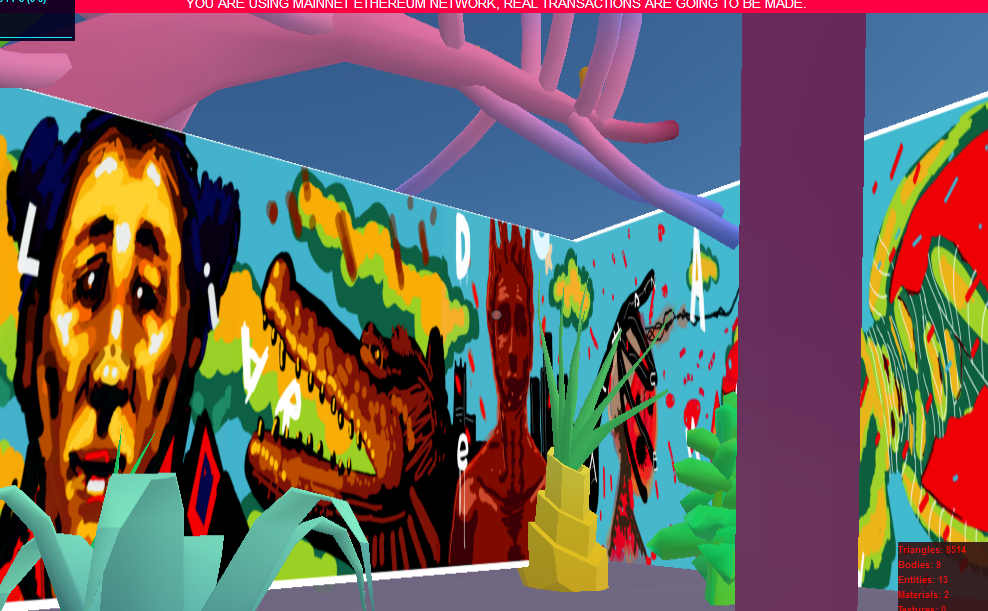 YOU ARE USING MAINNET ETHEREUM NETWORK, REAL TRANSACTIONS ARE GOING TO BE MADE.
L
i
B
R
D
e
A
Triangles: 8514
Bodies: 9
Entities: 13
Materials: 2
Textures: 0